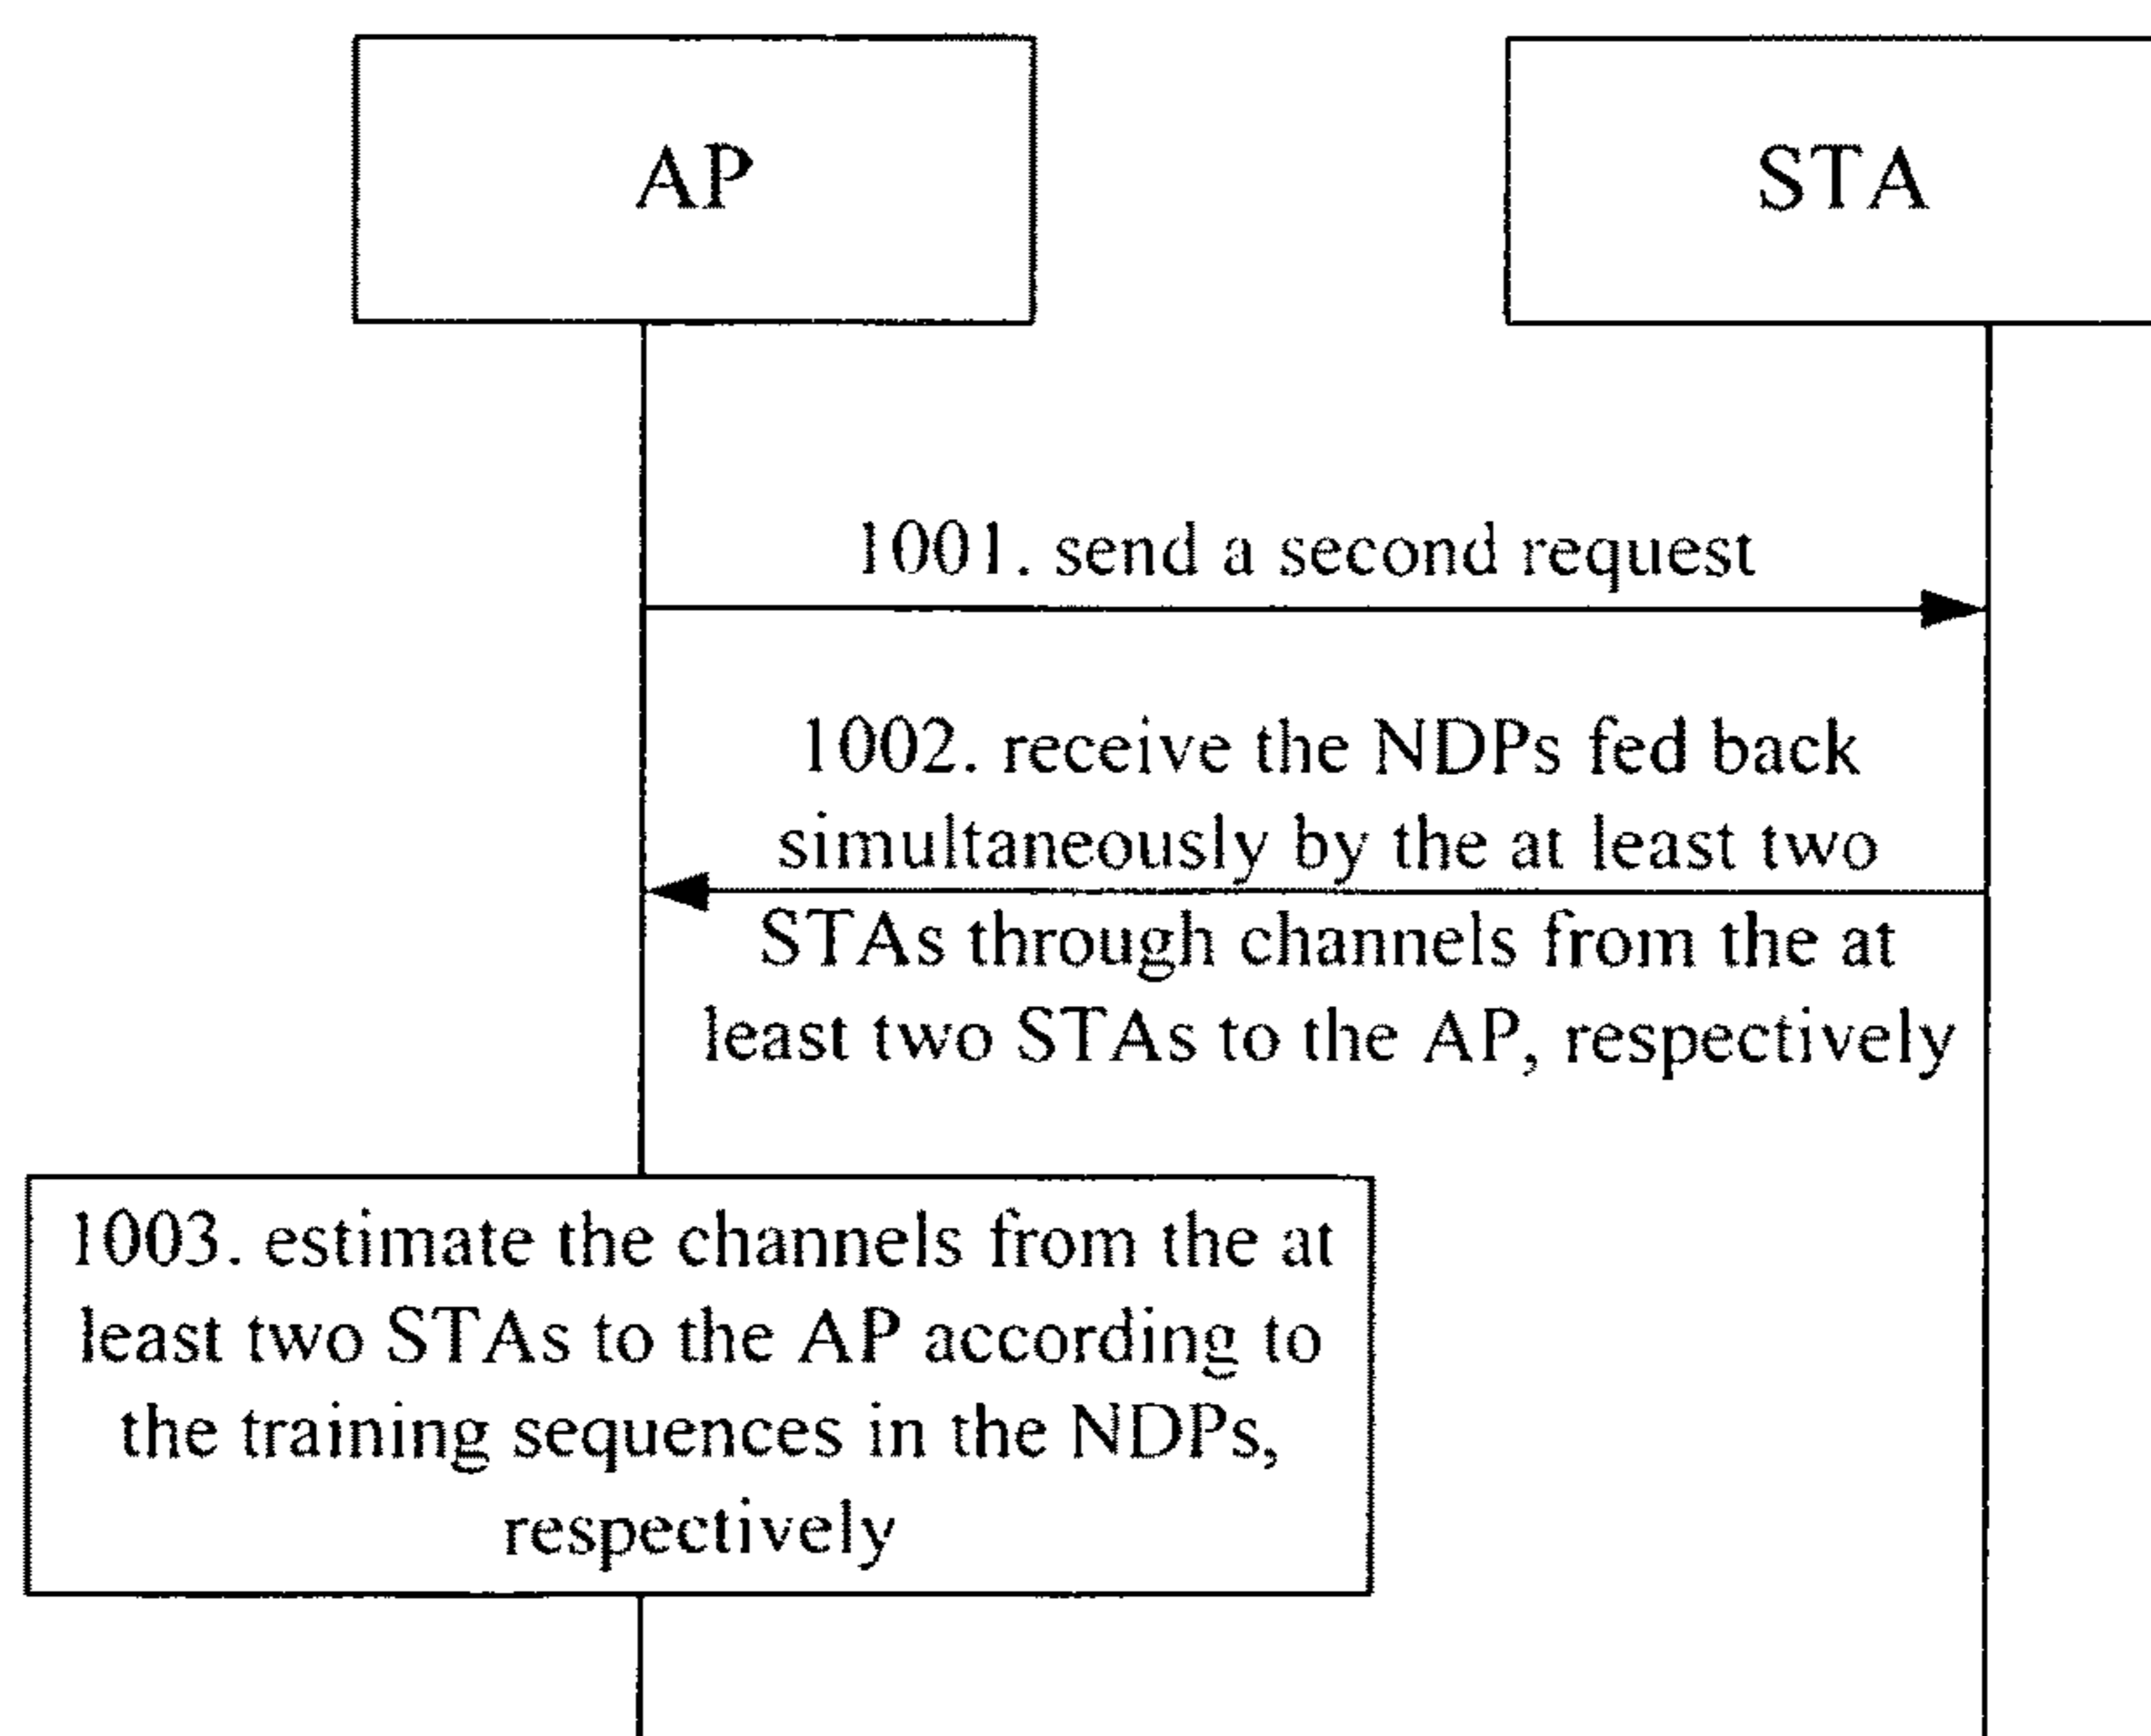 AP
STA
1001. send a second request
1002. receive the NDPs fed back
simultaneously by the at least two
STAs through channels from the at
least two STAs to the AP, respectively
1003. estimate the channels from the at
least two STAs to the AP according to
the training sequences in the NDPs,
respectively